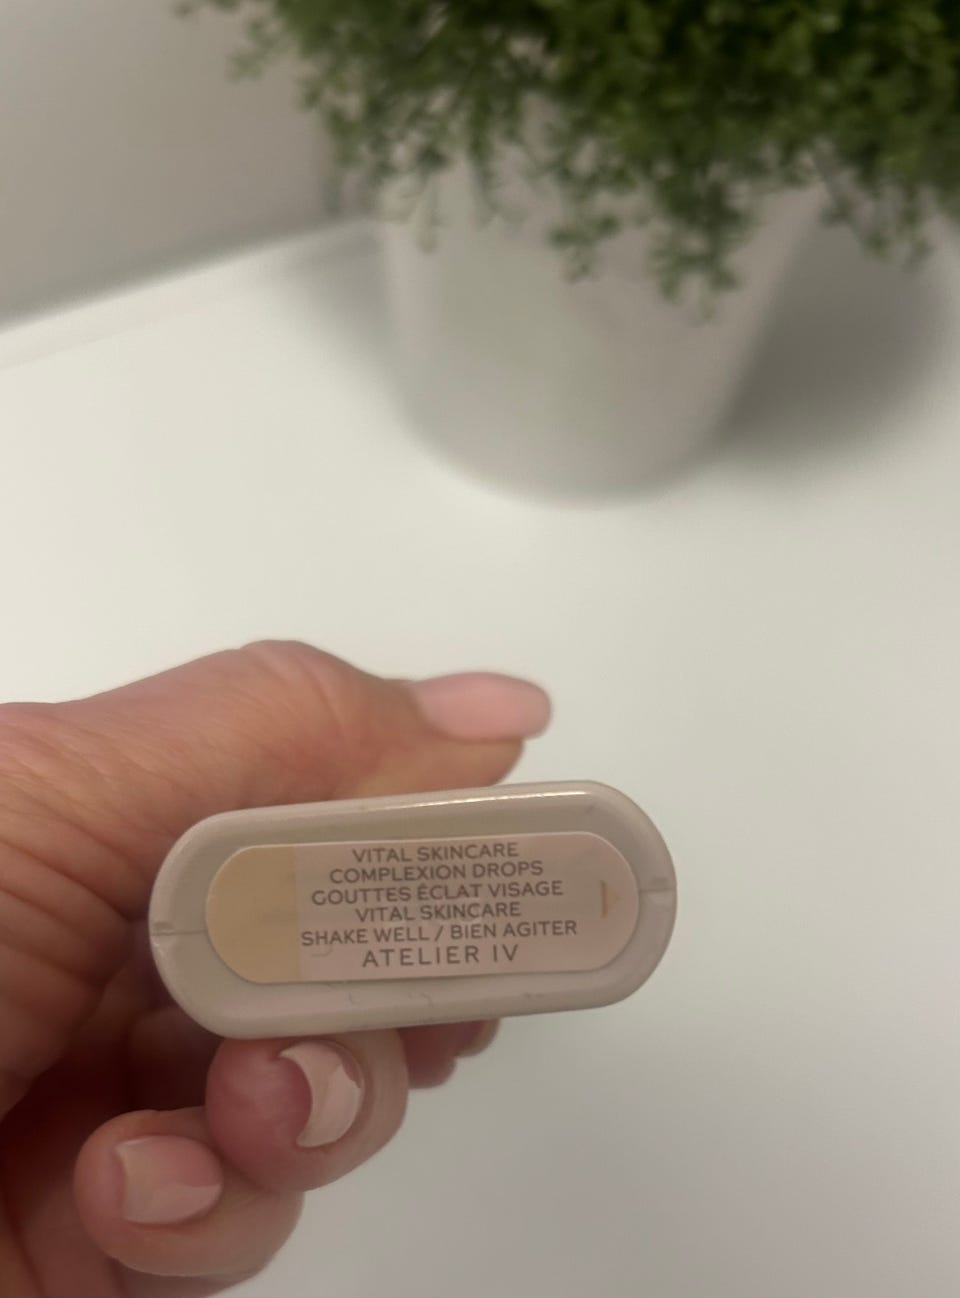 VITAL SKINCARE
COMPLEXION DROPS
GOUTTES ÉCLAT VISAGE
VITAL SKINCARE
SHAKE WELL / BIEN AGITER
ATELIER IV